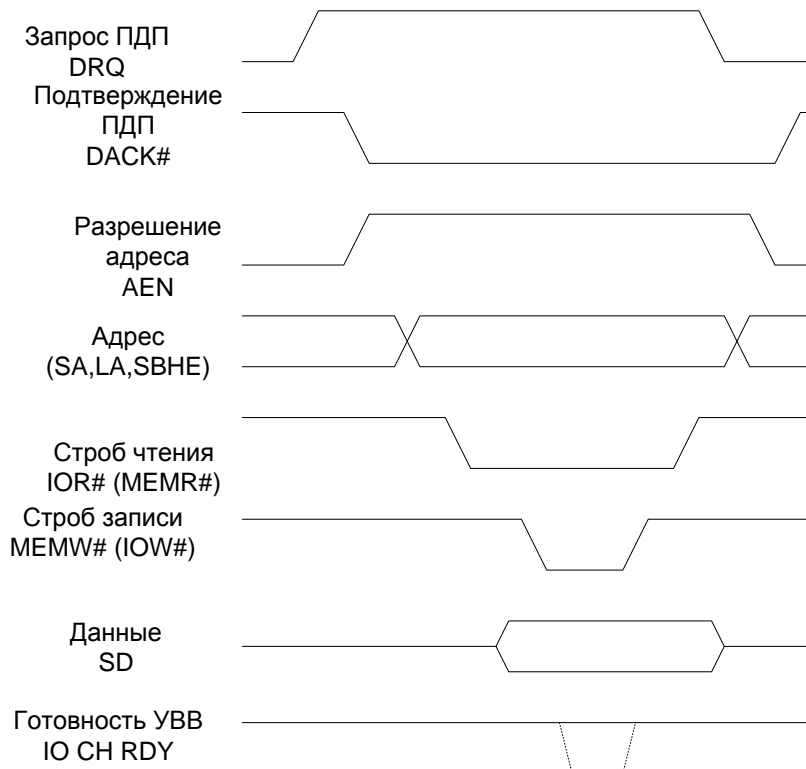 Запрос ПДП
DRQ
Подтверждение
ПДП
DACK#
Разрешение
адреса
AEN
Адрес
(SA,LA,SBHE)
Строб чтения
IOR# (MEMR#)
Строб записи
MEMW# (IOW#)
Данные
SD
Готовность УВВ
IO CH RDY